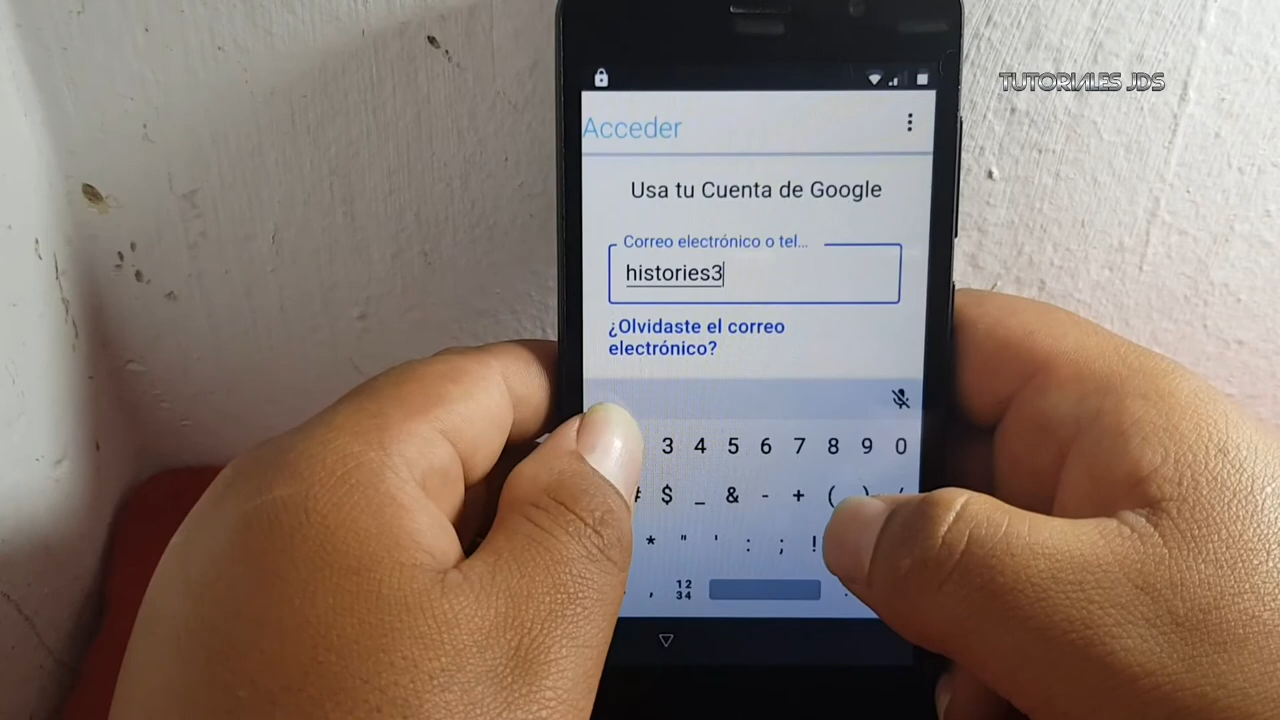 TUTORIALES JDS
Acceder
Usa tu Cuenta de Google
Correo electrónico o tel...
histories3
¿Olvidaste el correo
electrónico?
3 4 5 6 7 8 9 0
$ _ & - + (
* " ' : ; !
, 12 34